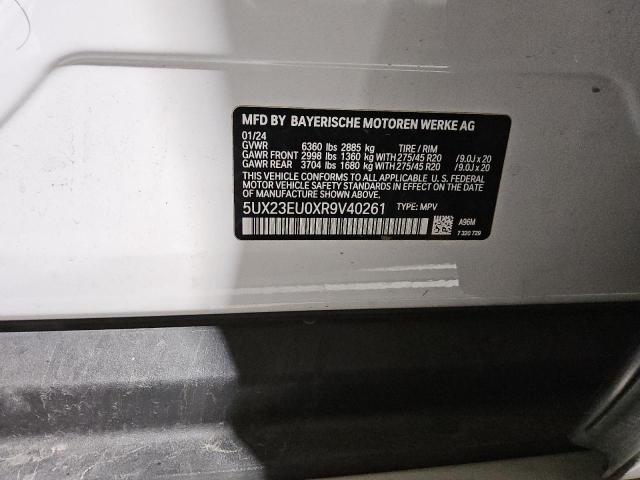 MFD BY BAYERISCHE MOTOREN WERKE AG
01/24
GVWR 6360 lbs 2885 kg TIRE / RIM
GAWR FRONT 2998 lbs 1360 kg WITH 275/45 R20 /9.0J x 20
GAWR REAR 3704 lbs 1680 kg WITH 275/45 R20 /9.0J x 20
THIS VEHICLE CONFORMS TO ALL APPLICABLE U.S. FEDERAL
MOTOR VEHICLE SAFETY STANDARDS IN EFFECT ON THE DATE OF
MANUFACTURE SHOWN ABOVE.
5UX23EU0XR9V40261 TYPE: MPV
A96M
7 320 729